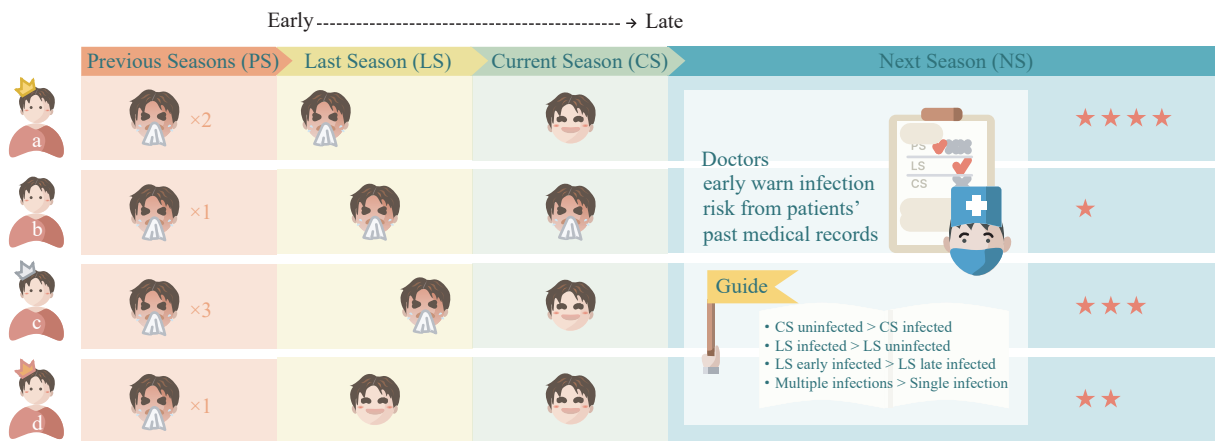 Early → Late
Previous Seasons (PS) Last Season (LS) Current Season (CS) Next Season (NS)
a ×2
b ×1
c ×3
d ×1
Doctors
early warn infection
risk from patients’
past medical records
PS
LS
CS
Guide
• CS uninfected > CS infected
• LS infected > LS uninfected
• LS early infected > LS late infected
• Multiple infections > Single infection